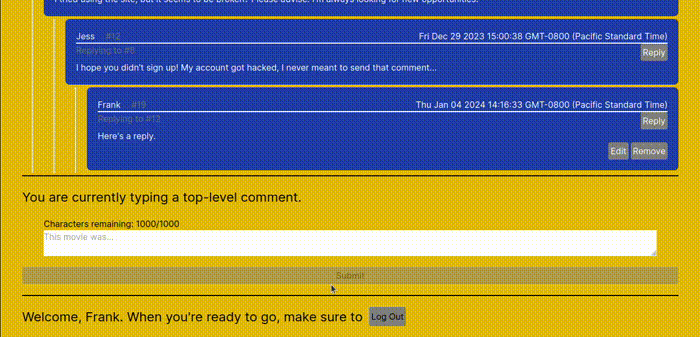 I tried using the site, but it seems to be broken? Please advise. I'm always looking for new opportunities.
Jess #12 Fri Dec 29 2023 15:00:38 GMT-0800 (Pacific Standard Time)
Replying to #6 Reply
I hope you didn't sign up! My account got hacked, I never meant to send that comment...
Frank #19 Thu Jan 04 2024 14:16:33 GMT-0800 (Pacific Standard Time)
Replying to #12 Reply
Here's a reply.
Edit Remove
You are currently typing a top-level comment.
Characters remaining: 1000/1000
This movie was...
Submit
Welcome, Frank. When you're ready to go, make sure to Log Out